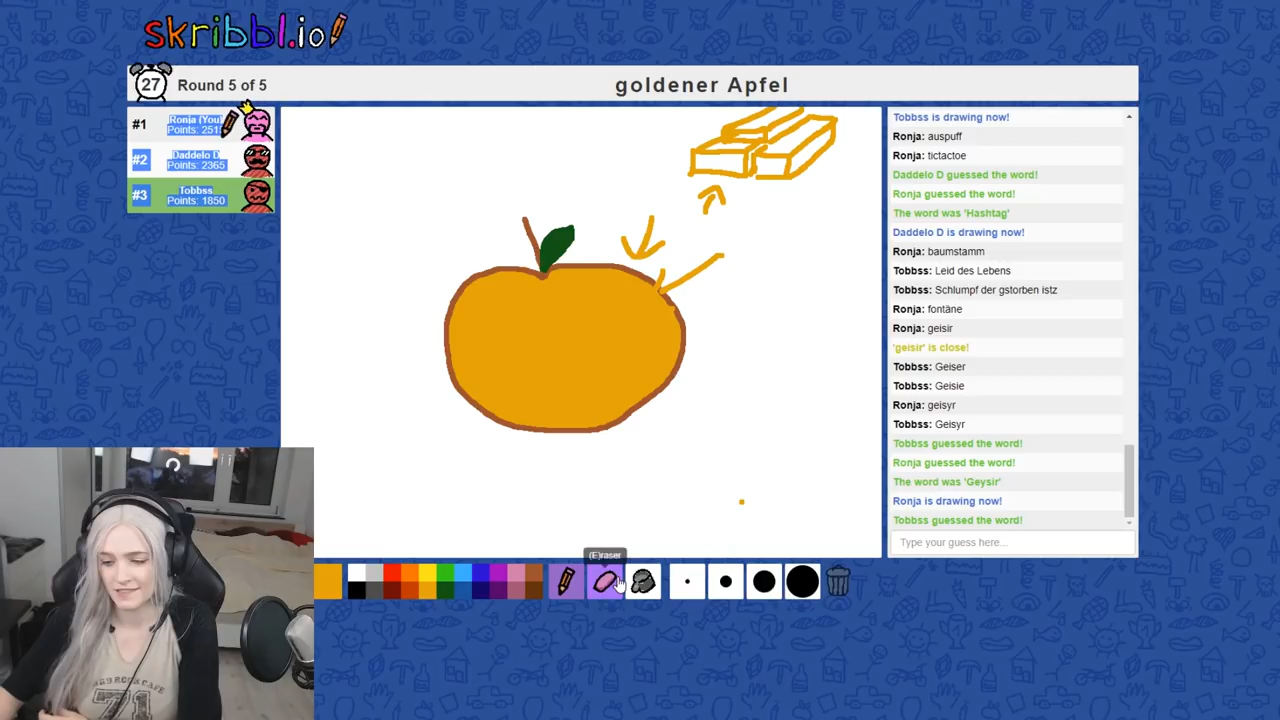 skribbl.io
27
Round 5 of 5
goldener Apfel
#1
Ronja (You)
Points: 251
#2
Daddelo D
Points: 2365
#3
Tobbss
Points: 1850
Tobbss is drawing now!
Ronja: auspuff
Ronja: tictactoe
Daddelo D guessed the word!
Ronja guessed the word!
The word was 'Hashtag'
Daddelo D is drawing now!
Ronja: baumstamm
Tobbss: Leid des Lebens
Tobbss: Schlumpf der gstorben istz
Ronja: fontäne
Ronja: geisir
'geisir' is close!
Tobbss: Geiser
Tobbss: Geisie
Ronja: geisyr
Tobbss: Geisyr
Tobbss guessed the word!
Ronja guessed the word!
The word was 'Geysir'
Ronja is drawing now!
Tobbss guessed the word!
Type your guess here...
(E)raser
71